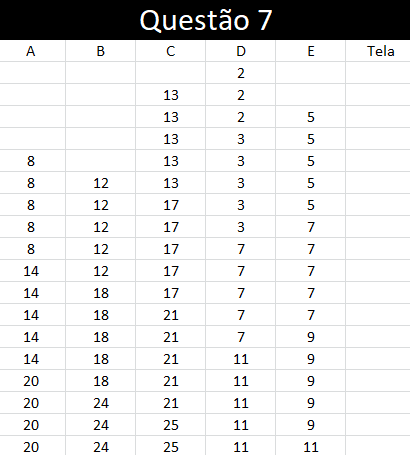 Questão 7
A B C D E Tela
2
13 2
13 2 5
13 3 5
8 13 3 5
8 12 13 3 5
8 12 17 3 5
8 12 17 3 7
8 12 17 7 7
14 12 17 7 7
14 18 17 7 7
14 18 21 7 7
14 18 21 7 9
14 18 21 11 9
20 18 21 11 9
20 24 21 11 9
20 24 25 11 9
20 24 25 11 11